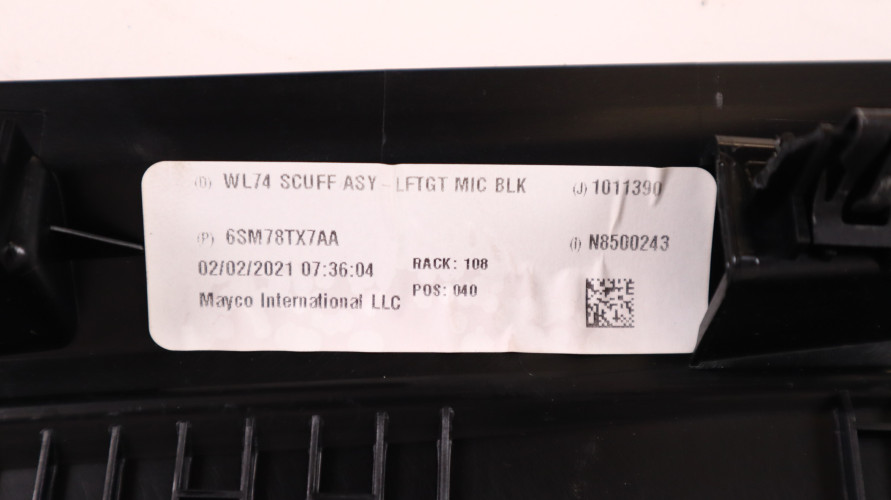 (D) WL74 SCUFF ASY - LFTGT MIC BLK (J) 1011390
(P) 6SM78TX7AA (I) N8500243
02/02/2021 07:36:04 RACK: 108
Mayco International LLC POS: 040